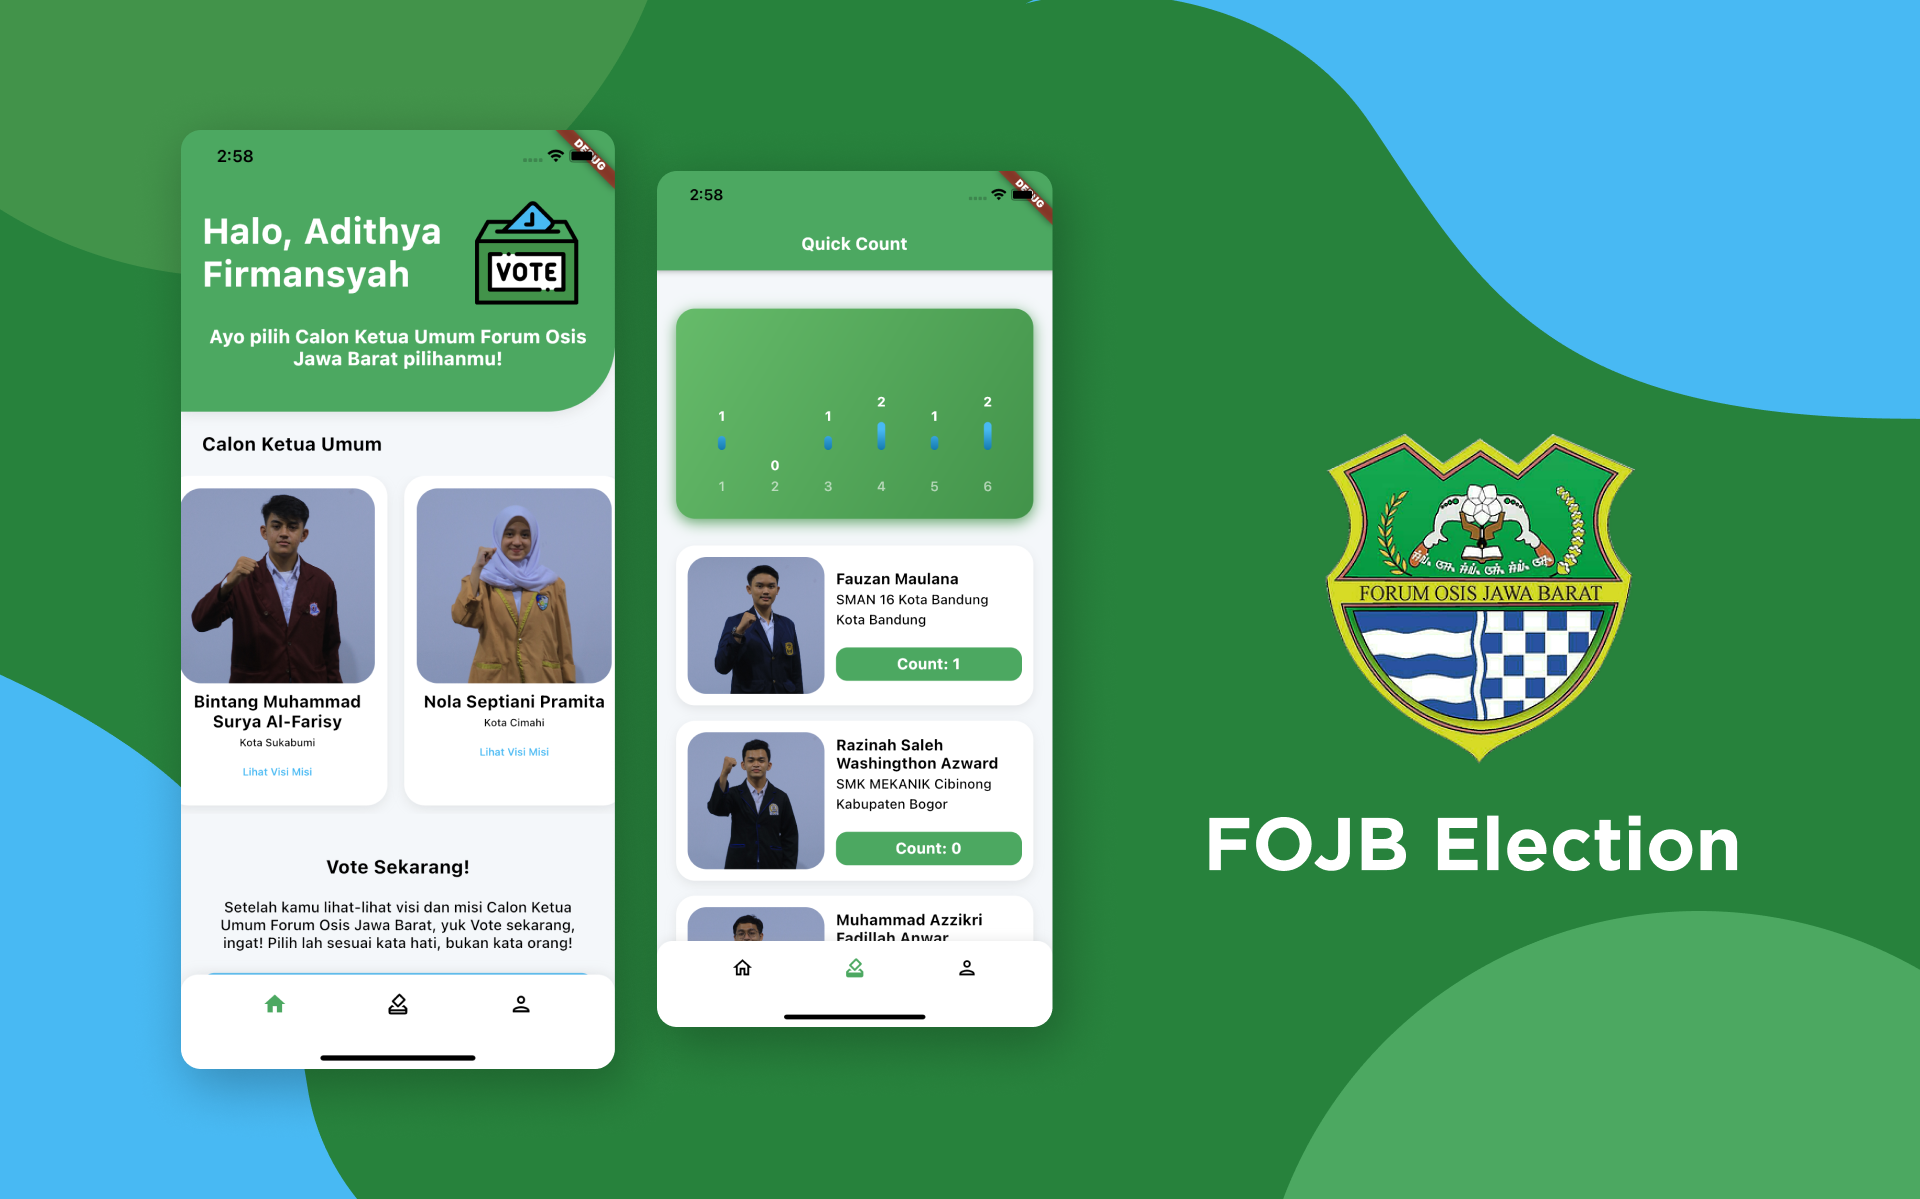 2:58
DEBUG
Halo, Adithya
Firmansyah
VOTE
Ayo pilih Calon Ketua Umum Forum Osis
Jawa Barat pilihanmu!
Calon Ketua Umum
Bintang Muhammad
Surya Al-Farisy
Kota Sukabumi
Lihat Visi Misi
Nola Septiani Pramita
Kota Cimahi
Lihat Visi Misi
Vote Sekarang!
Setelah kamu lihat-lihat visi dan misi Calon Ketua
Umum Forum Osis Jawa Barat, yuk Vote sekarang,
ingat! Pilih lah sesuai kata hati, bukan kata orang!
2:58
DEBUG
Quick Count
1 0 1 2 1 2
1 2 3 4 5 6
Fauzan Maulana
SMAN 16 Kota Bandung
Kota Bandung
Count: 1
Razinah Saleh
Washingthon Azward
SMK MEKANIK Cibinong
Kabupaten Bogor
Count: 0
Muhammad Azzikri
Fadillah Anwar
FORUM OSIS JAWA BARAT
FOJB Election